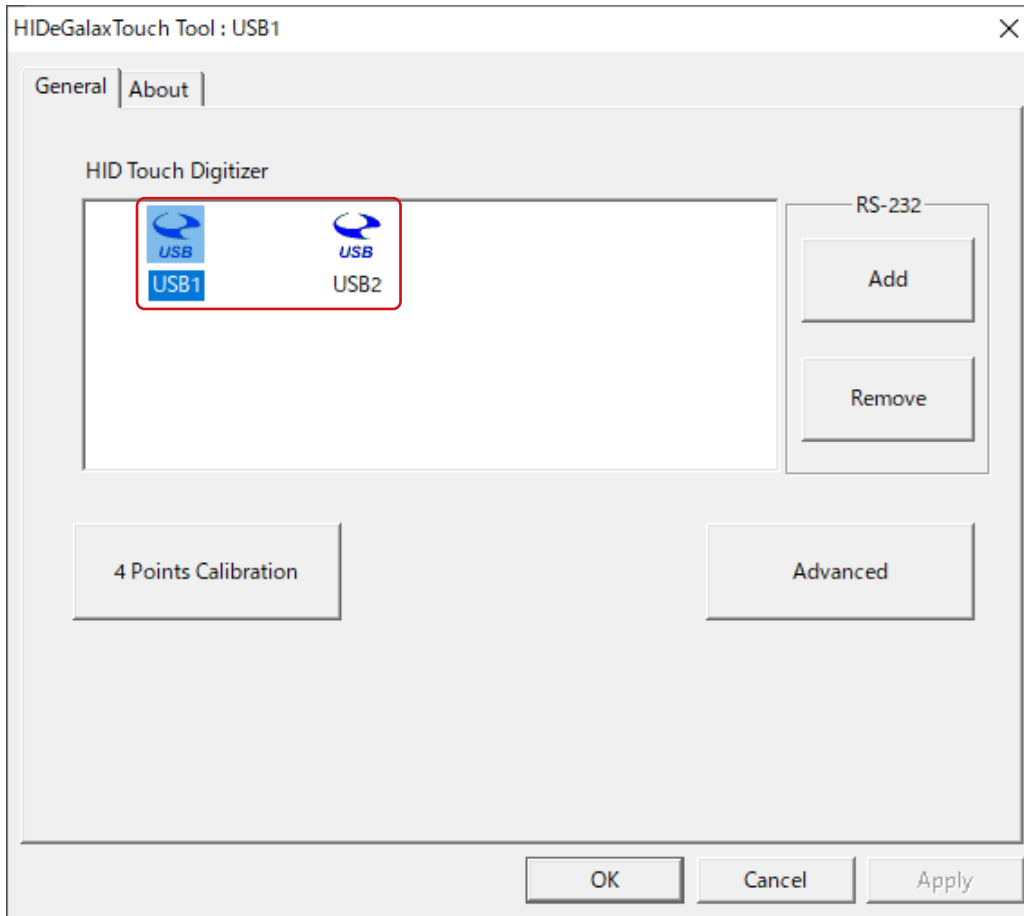 HIDeGalaxTouch Tool : USB1
General
About
HID Touch Digitizer
USB
USB1
USB
USB2
RS-232
Add
Remove
4 Points Calibration
Advanced
OK
Cancel
Apply